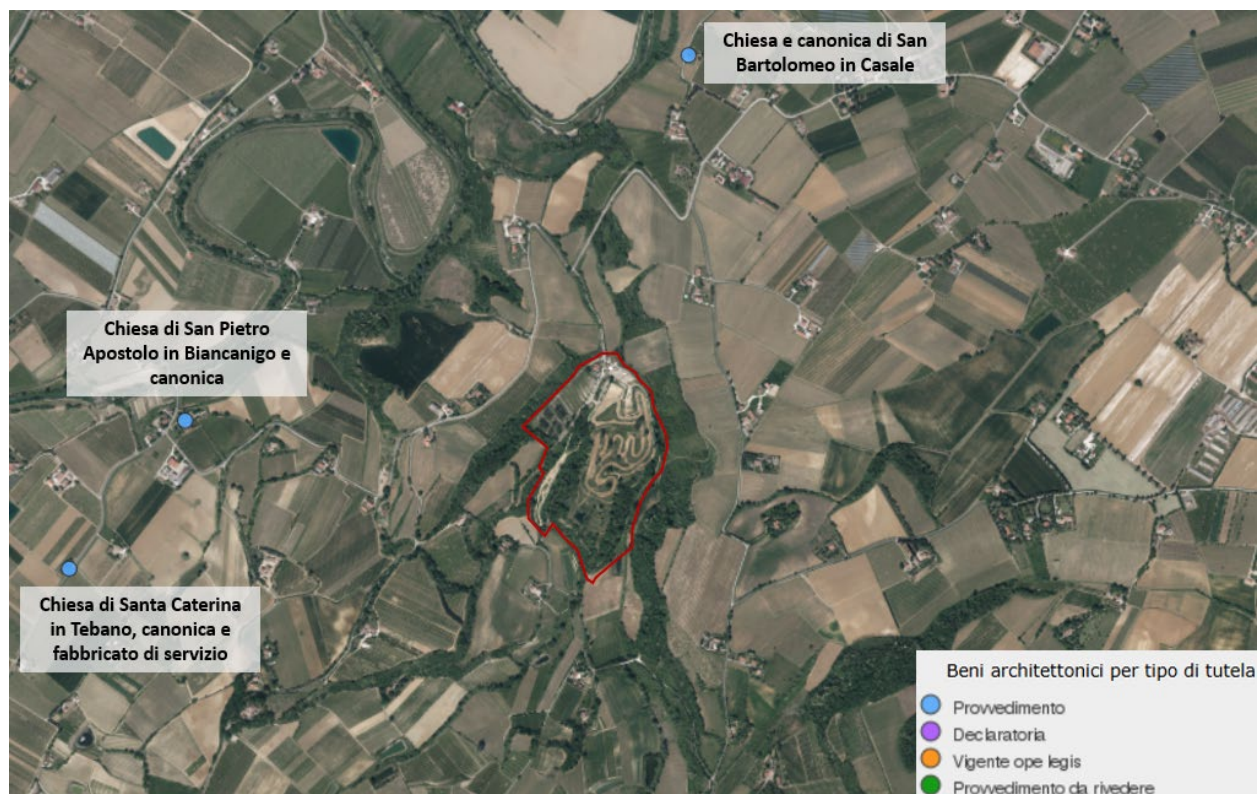 Chiesa e canonica di San
Bartolomeo in Casale
Chiesa di San Pietro
Apostolo in Biancanigo e
canonica
Chiesa di Santa Caterina
in Tebano, canonica e
fabbricato di servizio
Beni architettonici per tipo di tutela
Provvedimento
Declaratoria
Vigente ope legis
Provvedimento da rivedere